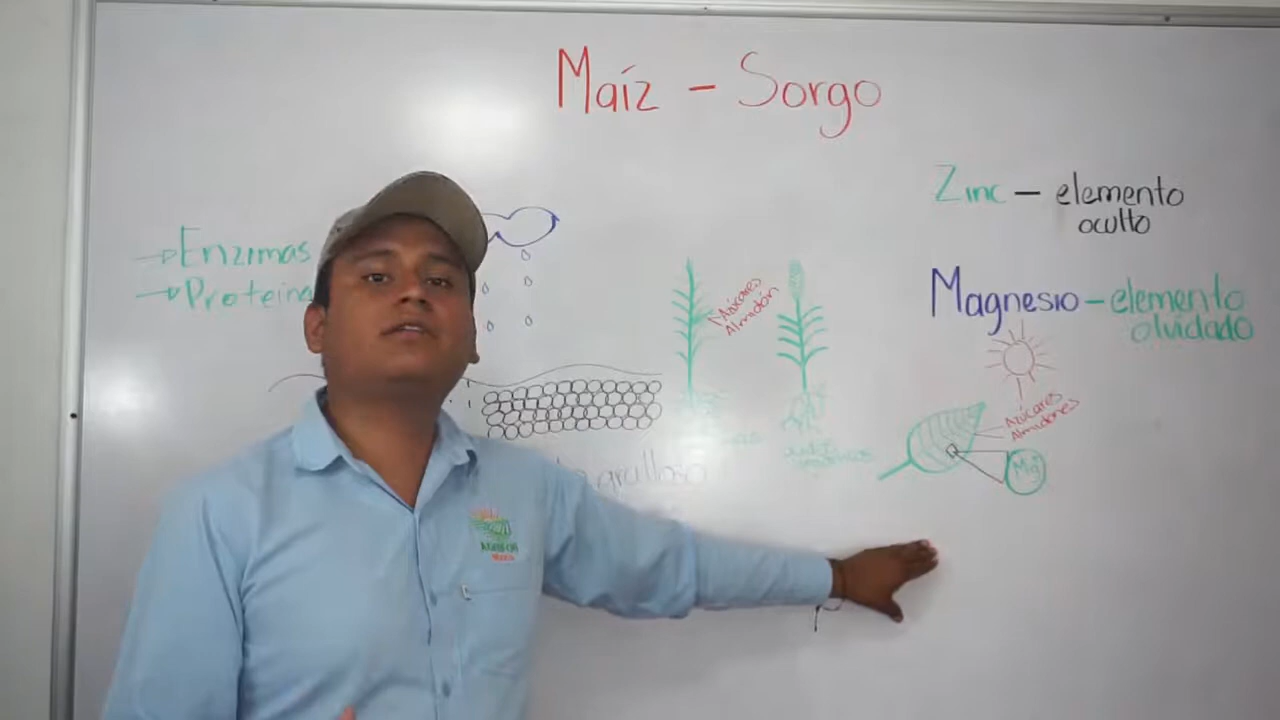 Maíz - Sorgo
Zinc - elemento
oculto
→ Enzimas
→ Proteína
Magnesio - elemento
olvidado
Azúcares
Almidón
Azúcares
Almidones
Mg